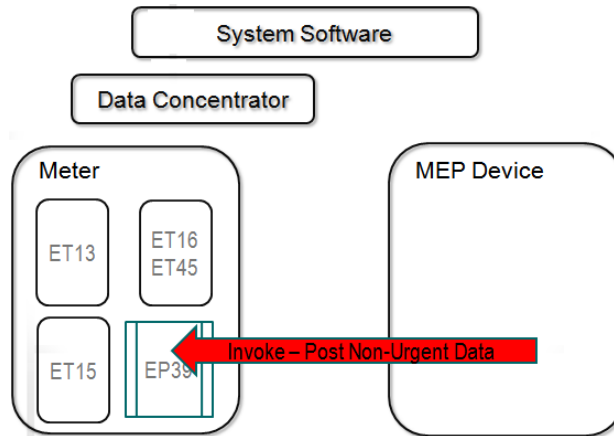 System Software
Data Concentrator
Meter
MEP Device
ET13
ET16
ET45
Invoke – Post Non-Urgent Data
ET15
EP39